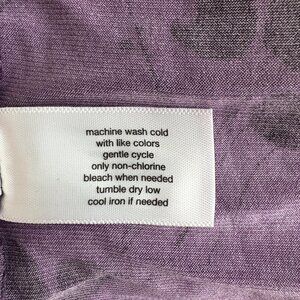 machine wash cold
with like colors
gentle cycle
only non-chlorine
bleach when needed
tumble dry low
cool iron if needed